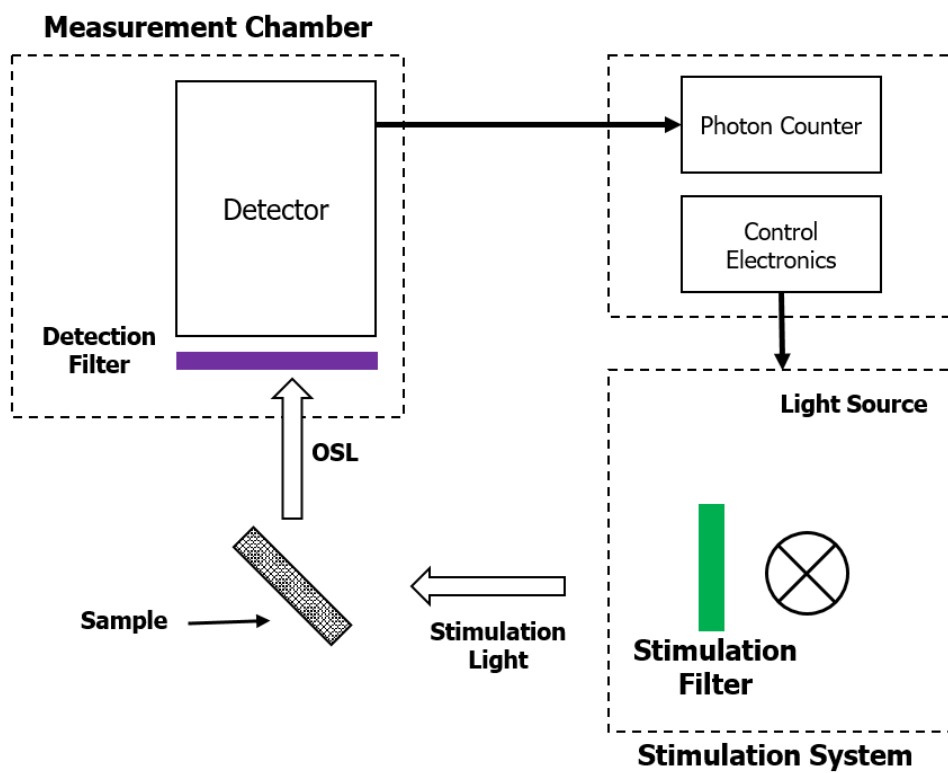 Measurement Chamber
Detector
Photon Counter
Control
Electronics
Detection
Filter
Light Source
OSL
Sample
Stimulation
Light
Stimulation
Filter
Stimulation System